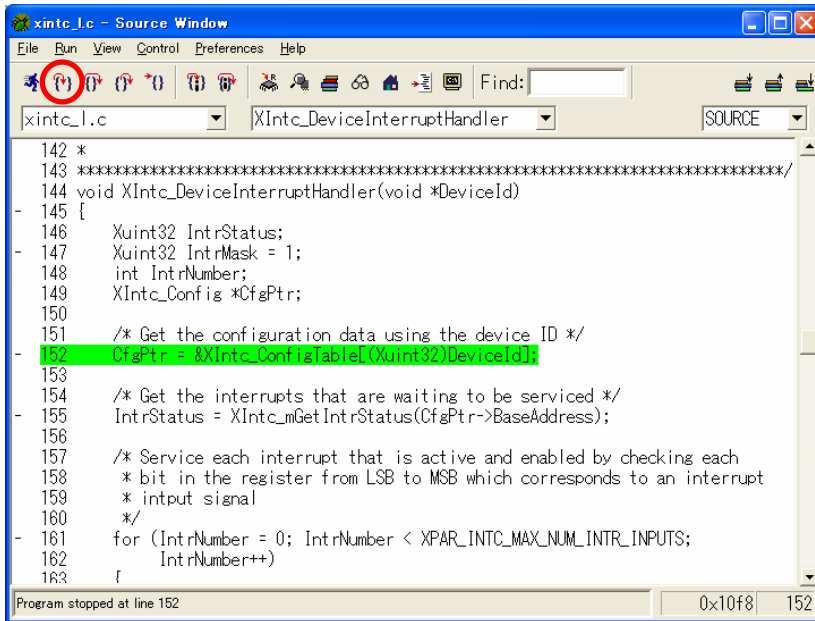 xintc_l.c - Source Window
File Run View Control Preferences Help
Find:
xintc_l.c XIntc_DeviceInterruptHandler SOURCE
142 *
143 ******************************************************************************/
144 void XIntc_DeviceInterruptHandler(void *DeviceId)
- 145 {
146 Xuint32 IntrStatus;
- 147 Xuint32 IntrMask = 1;
148 int IntrNumber;
149 XIntc_Config *CfgPtr;
150
151 /* Get the configuration data using the device ID */
- 152 CfgPtr = &XIntc_ConfigTable[(Xuint32)DeviceId];
153
154 /* Get the interrupts that are waiting to be serviced */
- 155 IntrStatus = XIntc_mGetIntrStatus(CfgPtr->BaseAddress);
156
157 /* Service each interrupt that is active and enabled by checking each
158 * bit in the register from LSB to MSB which corresponds to an interrupt
159 * intput signal
160 */
- 161 for (IntrNumber = 0; IntrNumber < XPAR_INTC_MAX_NUM_INTR_INPUTS;
162 IntrNumber++)
163 {
Program stopped at line 152 0x10f8 152